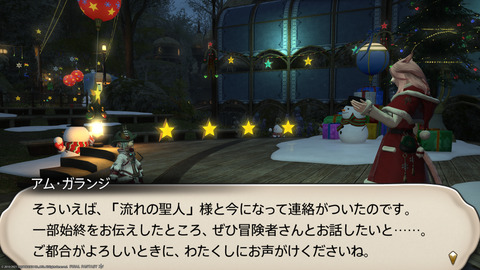 アム・ガランジ
そういえば、「流れの聖人」様と今になって連絡がついたのです。
一部始終をお伝えしたところ、ぜひ冒険者さんとお話したいと……。
ご都合がよろしいときに、わたくしにお声がけくださいね。